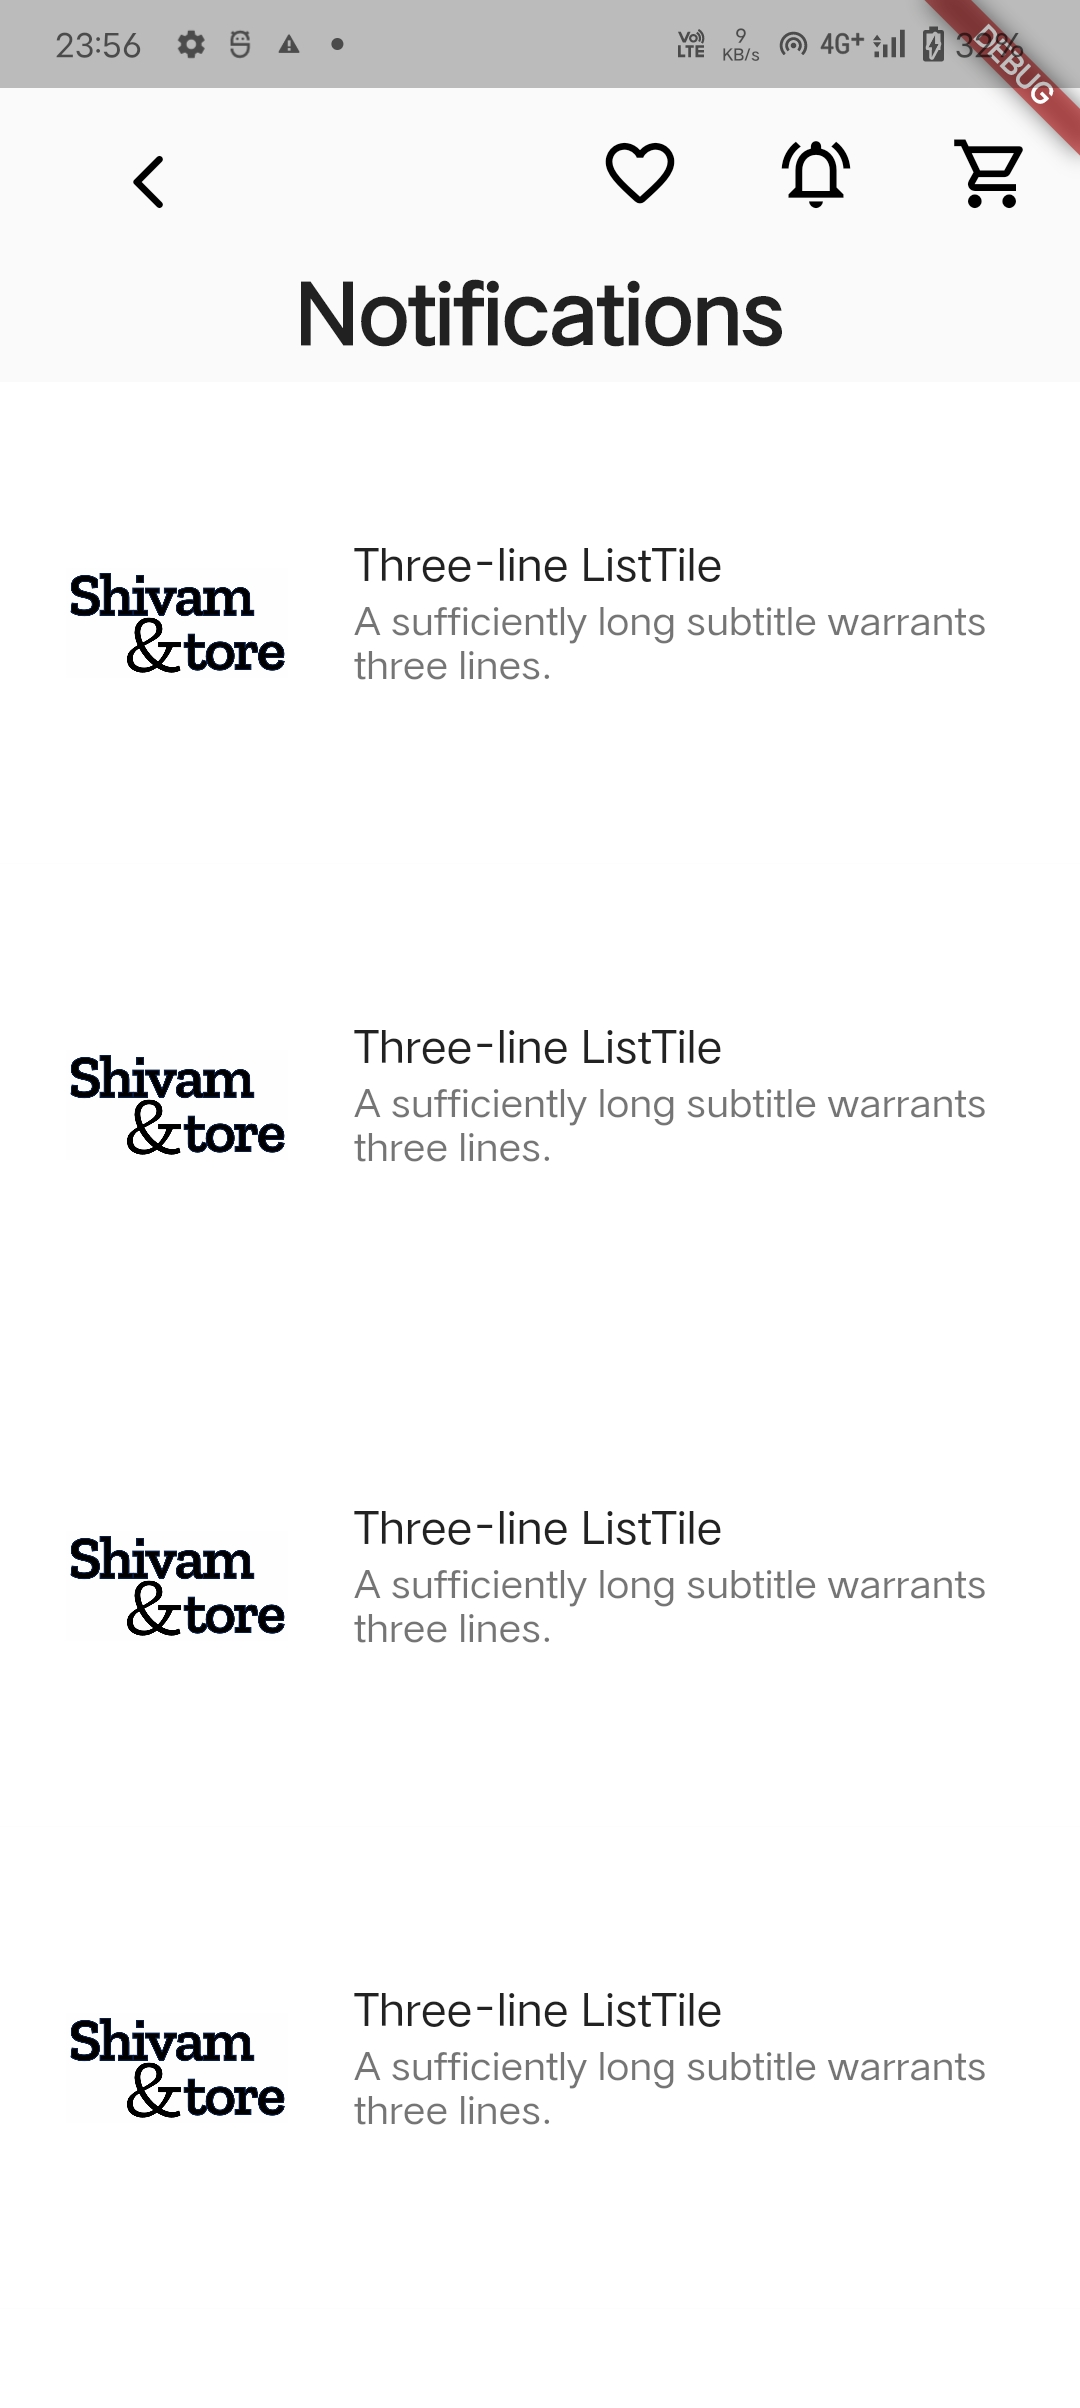 23:56 Vo)) LTE 9 KB/s 4G+ 32%
DEBUG
Notifications
Three-line ListTile
A sufficiently long subtitle warrants
three lines.
Shivam
&tore
Three-line ListTile
A sufficiently long subtitle warrants
three lines.
Shivam
&tore
Three-line ListTile
A sufficiently long subtitle warrants
three lines.
Shivam
&tore
Three-line ListTile
A sufficiently long subtitle warrants
three lines.
Shivam
&tore